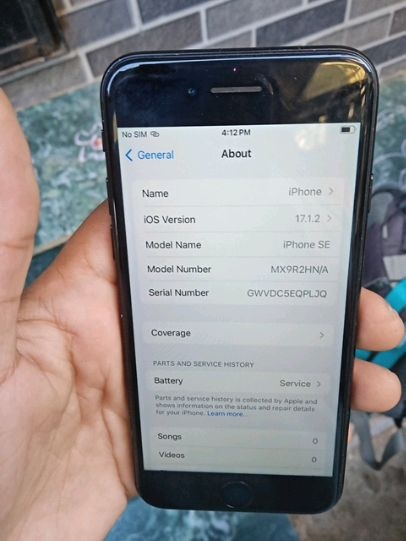 No SIM 4:12 PM
General About
Name iPhone
iOS Version 17.1.2
Model Name iPhone SE
Model Number MX9R2HN/A
Serial Number GWVDC5EQPLJQ
Coverage
PARTS AND SERVICE HISTORY
Battery Service
Parts and service history is collected by Apple and
shows information on the status and repair details
for your iPhone. Learn more...
Songs 0
Videos 0